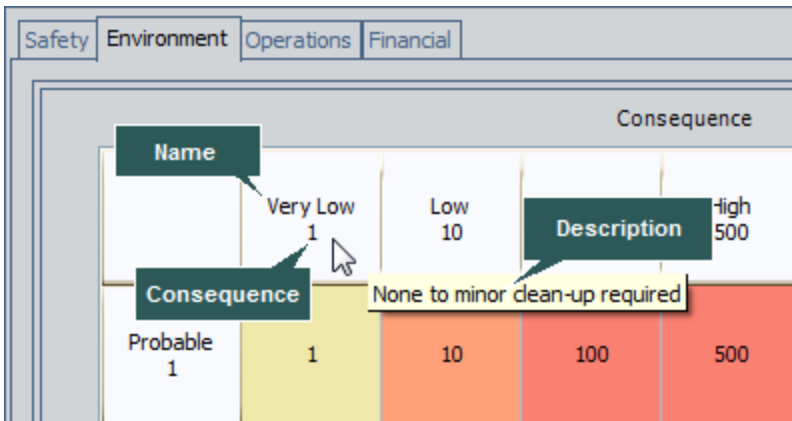 Safety Environment Operations Financial
Consequence
Name
Very Low Low High
1 10 500
Description
Consequence
None to minor clean-up required
Probable
1 1 10 100 500